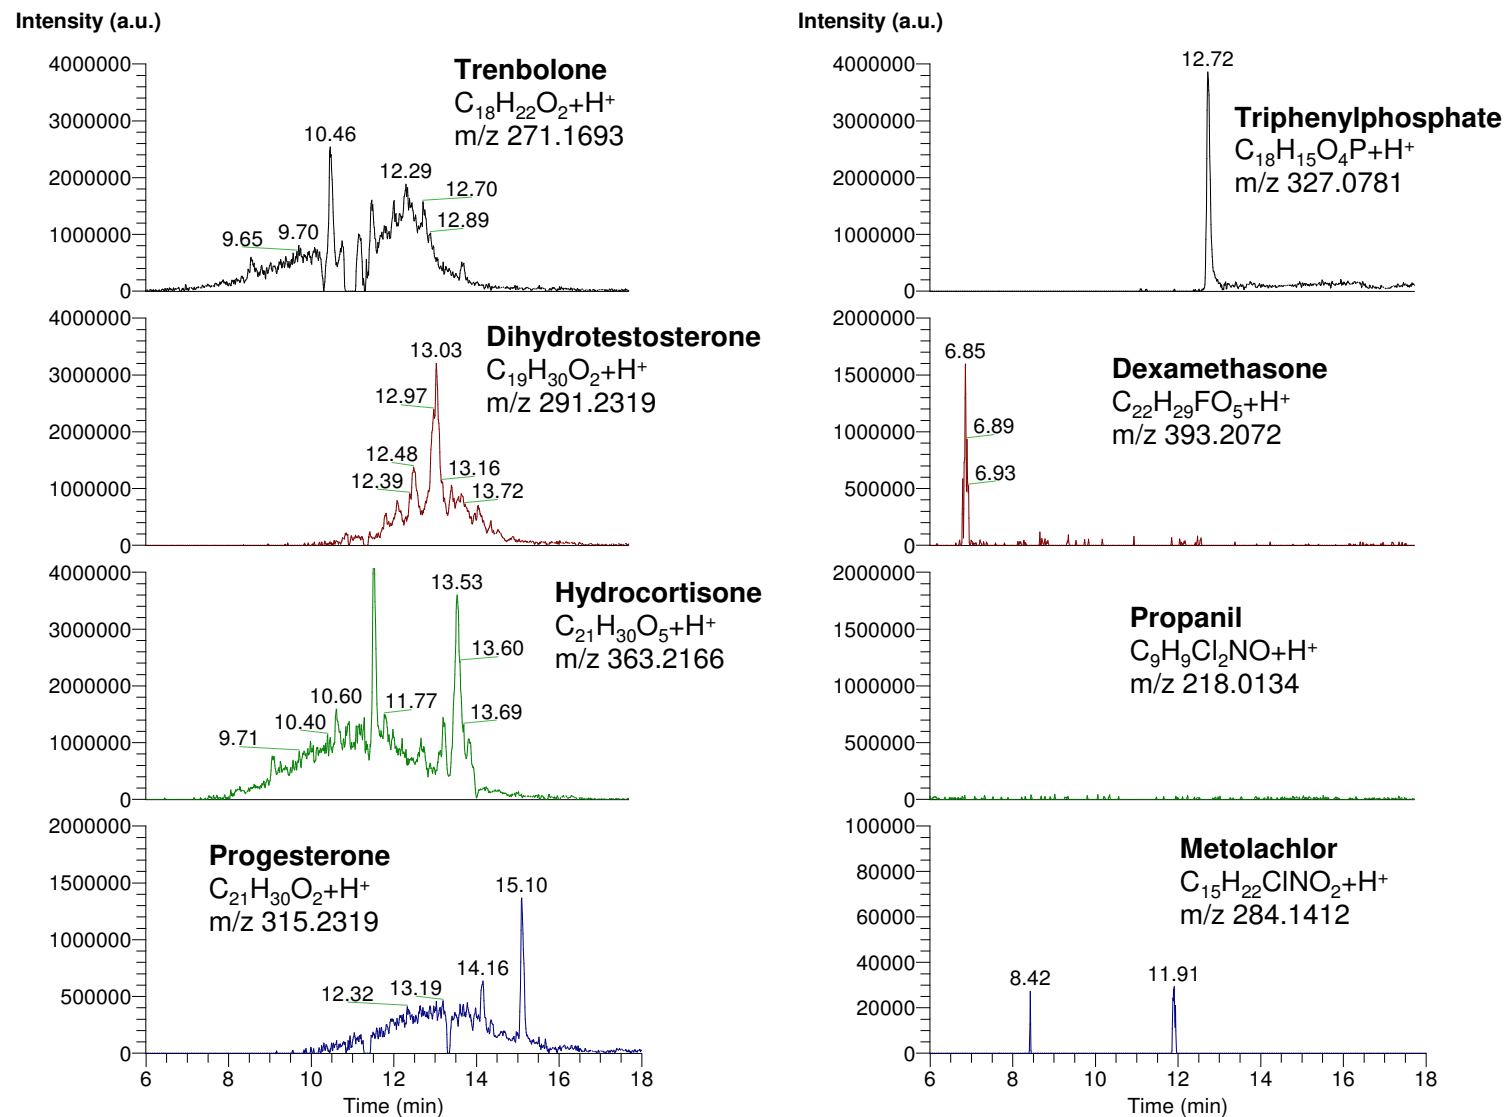 Intensity (a.u.)
4000000
3000000
2000000
1000000
0
Trenbolone
C₁₈H₂₂O₂+H⁺
m/z 271.1693
10.46
12.29
12.70
12.89
9.65
9.70
4000000
3000000
2000000
1000000
0
Dihydrotestosterone
C₁₉H₃₀O₂+H⁺
m/z 291.2319
13.03
12.97
12.48
12.39
13.16
13.72
4000000
3000000
2000000
1000000
0
Hydrocortisone
C₂₁H₃₀O₅+H⁺
m/z 363.2166
13.53
13.60
13.69
10.60
11.77
10.40
9.71
2000000
1500000
1000000
500000
0
Progesterone
C₂₁H₃₀O₂+H⁺
m/z 315.2319
15.10
14.16
13.19
12.32
6 8 10 12 14 16 18
Time (min)
Intensity (a.u.)
4000000
3000000
2000000
1000000
0
12.72
Triphenylphosphate
C₁₈H₁₅O₄P+H⁺
m/z 327.0781
2000000
1500000
1000000
500000
0
6.85
6.89
6.93
Dexamethasone
C₂₂H₂₉FO₅+H⁺
m/z 393.2072
2000000
1500000
1000000
500000
0
Propanil
C₉H₉Cl₂NO+H⁺
m/z 218.0134
100000
80000
60000
40000
20000
0
Metolachlor
C₁₅H₂₂ClNO₂+H⁺
m/z 284.1412
8.42
11.91
6 8 10 12 14 16 18
Time (min)